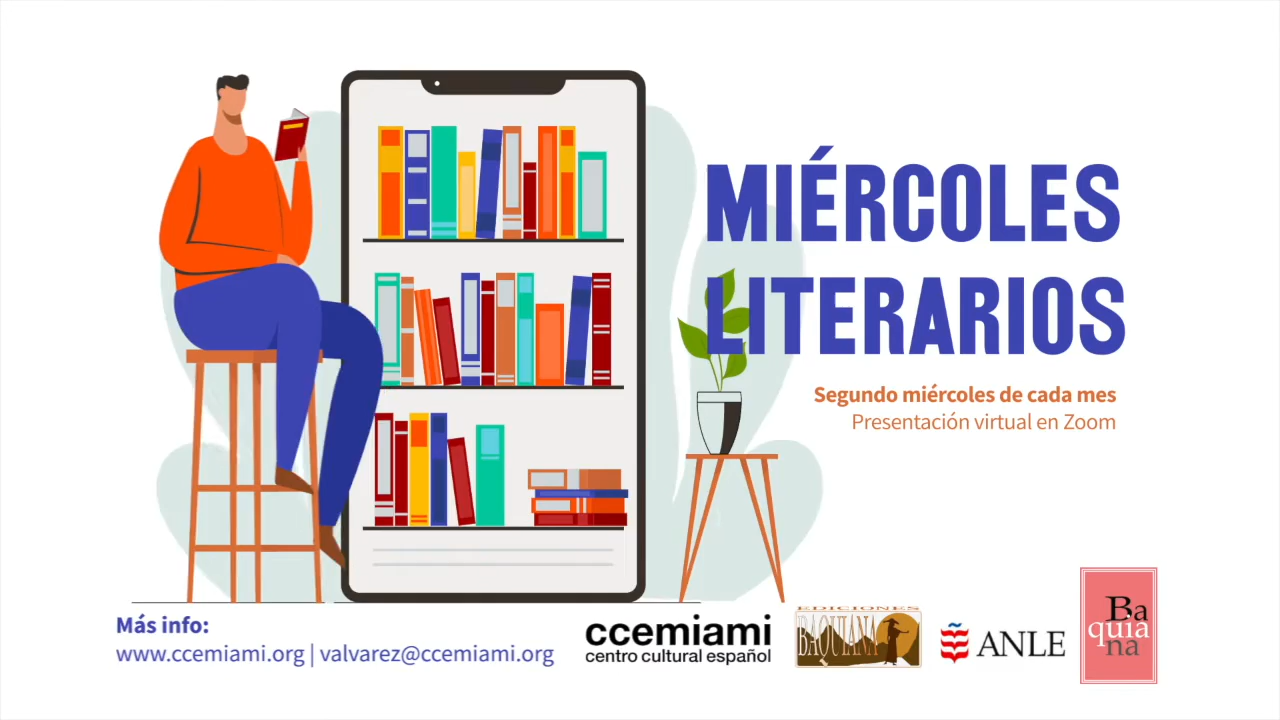 MIÉRCOLES
LITERARIOS
Segundo miércoles de cada mes
Presentación virtual en Zoom
Más info:
www.ccemiami.org | valvarez@ccemiami.org
ccemiami
centro cultural español
EDICIONES
BAQUIANA
ANLE
Ba
quia
na